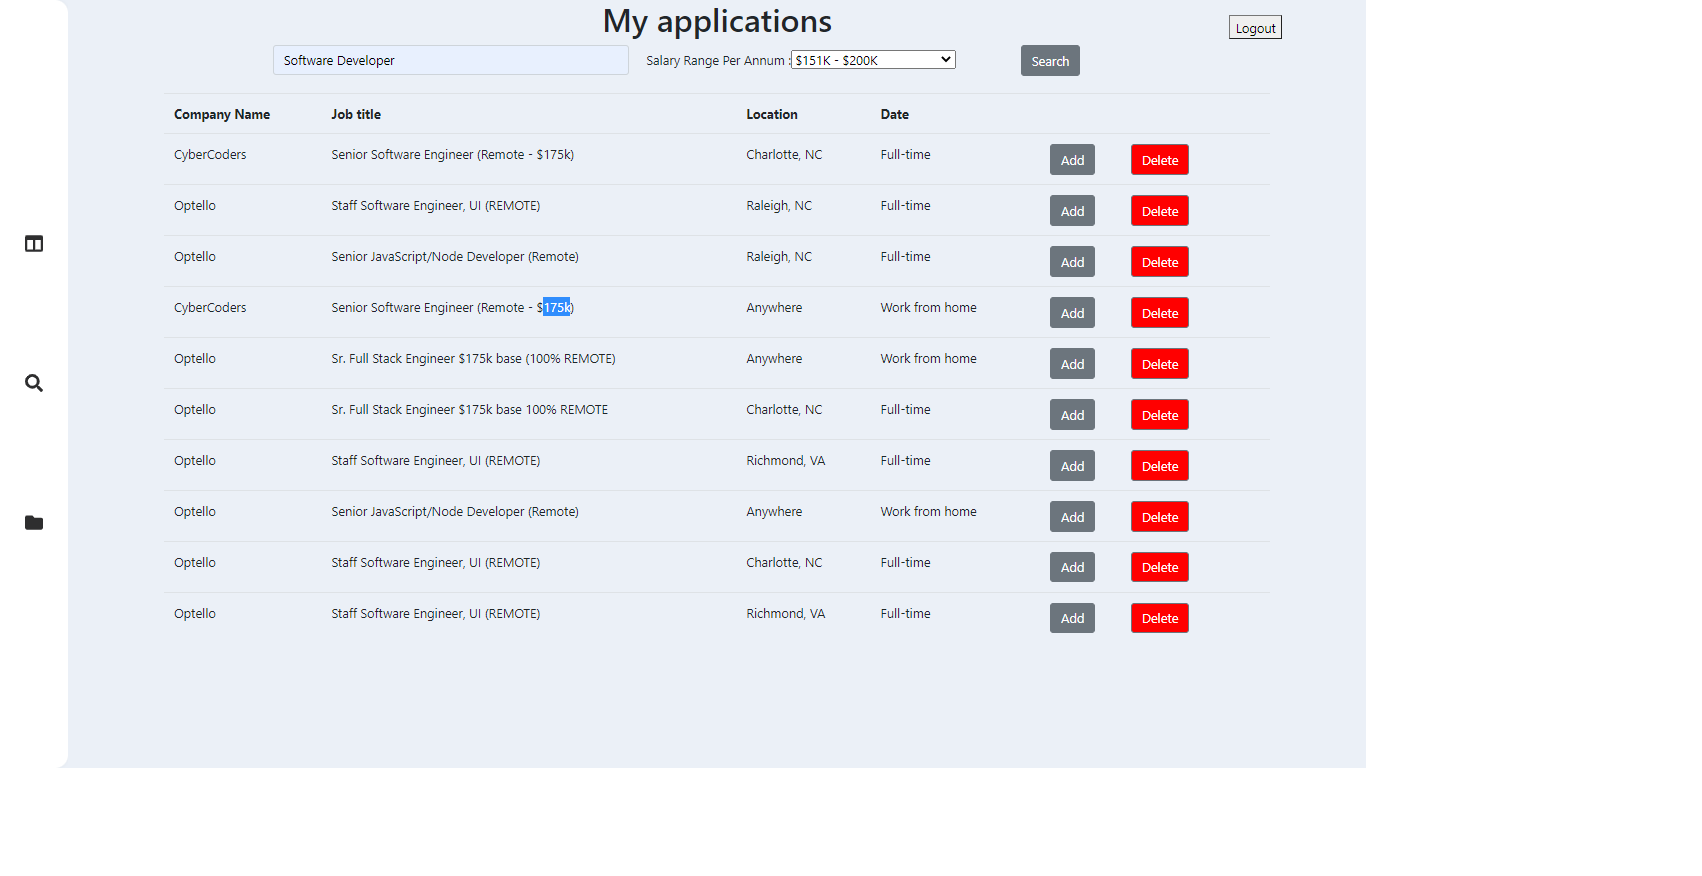 My applications
Logout
Software Developer Salary Range Per Annum : $151K - $200K Search
Company Name Job title Location Date
CyberCoders Senior Software Engineer (Remote - $175k) Charlotte, NC Full-time Add Delete
Optello Staff Software Engineer, UI (REMOTE) Raleigh, NC Full-time Add Delete
Optello Senior JavaScript/Node Developer (Remote) Raleigh, NC Full-time Add Delete
CyberCoders Senior Software Engineer (Remote - $175k) Anywhere Work from home Add Delete
Optello Sr. Full Stack Engineer $175k base (100% REMOTE) Anywhere Work from home Add Delete
Optello Sr. Full Stack Engineer $175k base 100% REMOTE Charlotte, NC Full-time Add Delete
Optello Staff Software Engineer, UI (REMOTE) Richmond, VA Full-time Add Delete
Optello Senior JavaScript/Node Developer (Remote) Anywhere Work from home Add Delete
Optello Staff Software Engineer, UI (REMOTE) Charlotte, NC Full-time Add Delete
Optello Staff Software Engineer, UI (REMOTE) Richmond, VA Full-time Add Delete